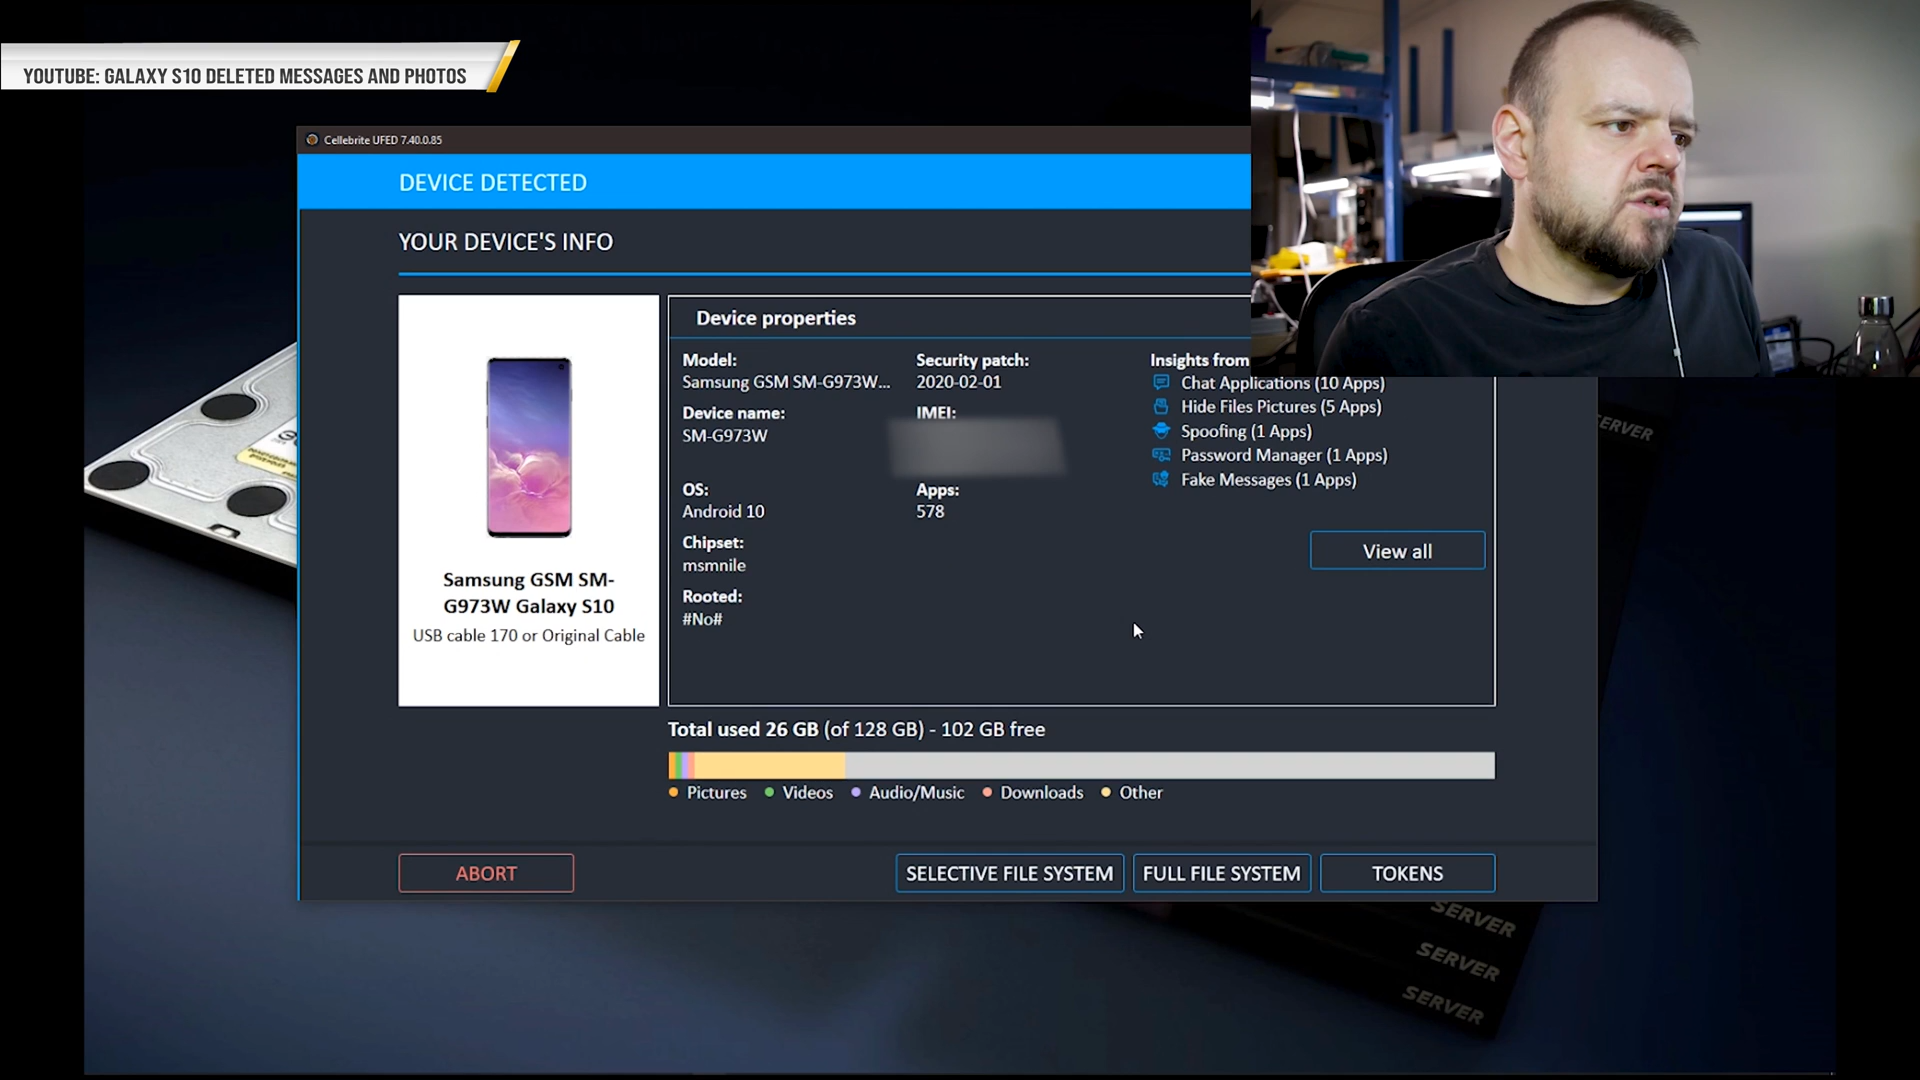 YOUTUBE: GALAXY S10 DELETED MESSAGES AND PHOTOS
Cellebrite UFED 7.40.0.85
DEVICE DETECTED
YOUR DEVICE'S INFO
Samsung GSM SM-
G973W Galaxy S10
USB cable 170 or Original Cable
Device properties
Model:
Samsung GSM SM-G973W...
Device name:
SM-G973W
OS:
Android 10
Chipset:
msmnile
Rooted:
#No#
Security patch:
2020-02-01
IMEI:
Apps:
578
Insights from
Chat Applications (10 Apps)
Hide Files Pictures (5 Apps)
Spoofing (1 Apps)
Password Manager (1 Apps)
Fake Messages (1 Apps)
View all
Total used 26 GB (of 128 GB) - 102 GB free
Pictures Videos Audio/Music Downloads Other
ABORT
SELECTIVE FILE SYSTEM
FULL FILE SYSTEM
TOKENS
SERVER
SERVER
SERVER